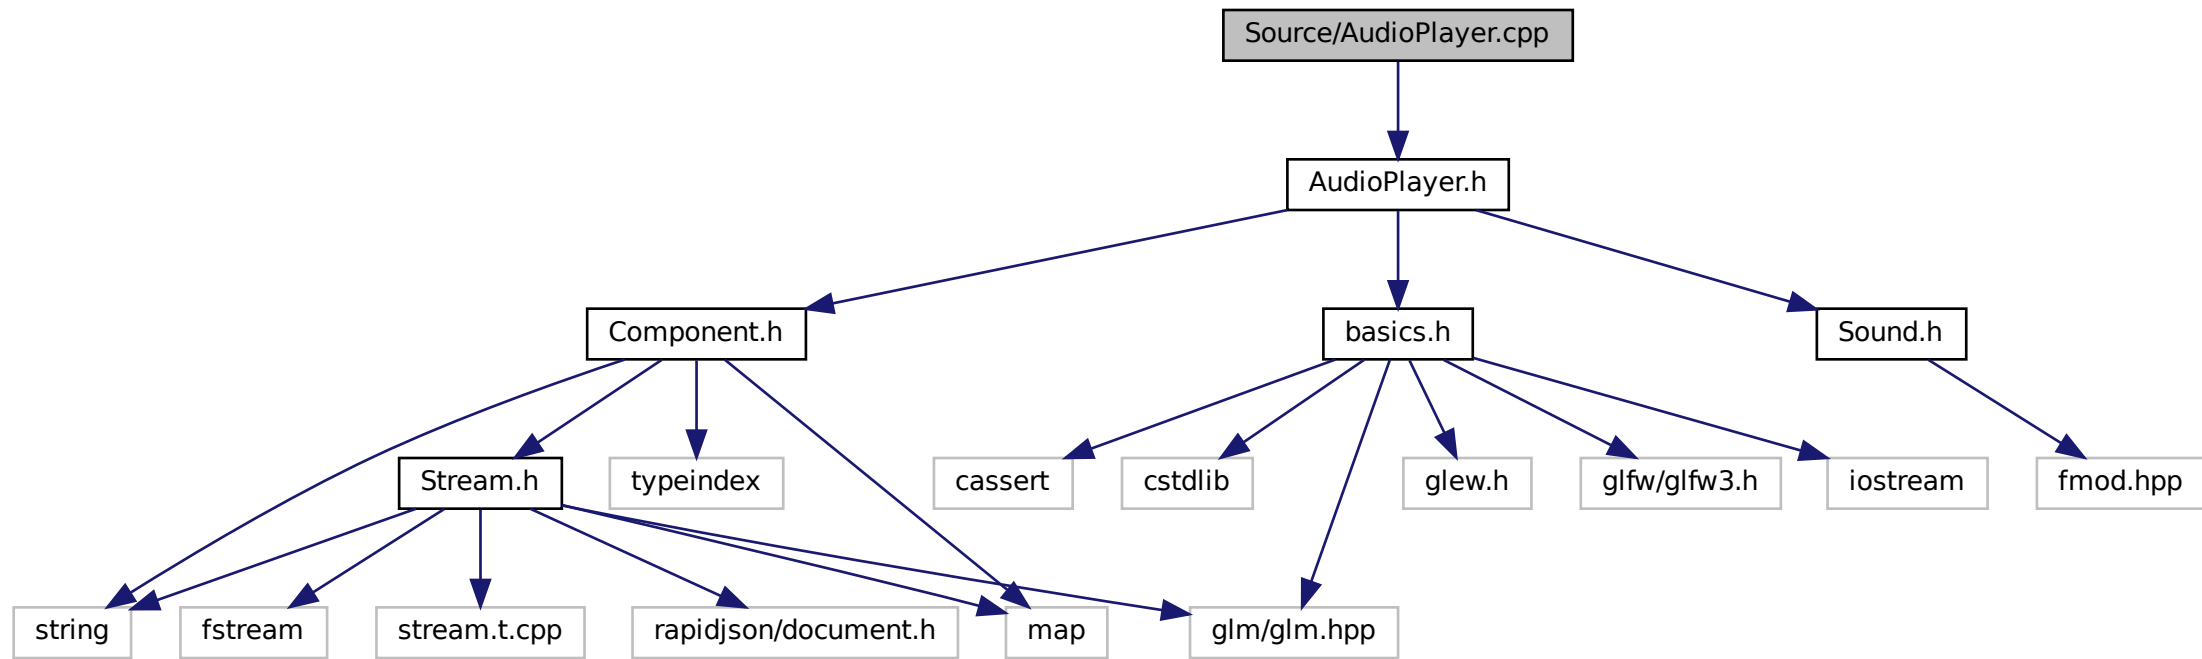 Source/AudioPlayer.cpp
AudioPlayer.h
Component.h
basics.h
Sound.h
Stream.h
typeindex
cassert
cstdlib
glew.h
glfw/glfw3.h
iostream
fmod.hpp
string
fstream
stream.t.cpp
rapidjson/document.h
map
glm/glm.hpp